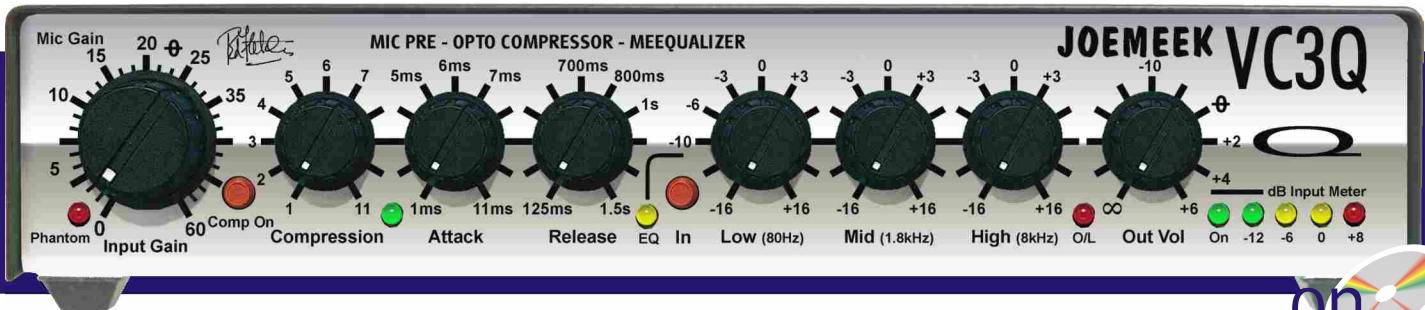 MIC PRE - OPTO COMPRESSOR - MEEQUALIZER
JOEMEEK VC3Q
Mic Gain
0 5 10 15 20 0 25 35 60
Input Gain
Phantom
Comp On
1 2 3 4 5 6 7 11
Compression
1ms 5ms 6ms 7ms 11ms
Attack
125ms 700ms 800ms 1s 1.5s
Release
EQ In
-16 -10 -6 -3 0 +3 +16
Low (80Hz)
-16 -3 0 +3 +16
Mid (1.8kHz)
-16 -3 0 +3 +16
High (8kHz)
O/L
∞ -10 0 +2 +4 +6
Out Vol
Q
dB Input Meter
On -12 -6 0 +8
on